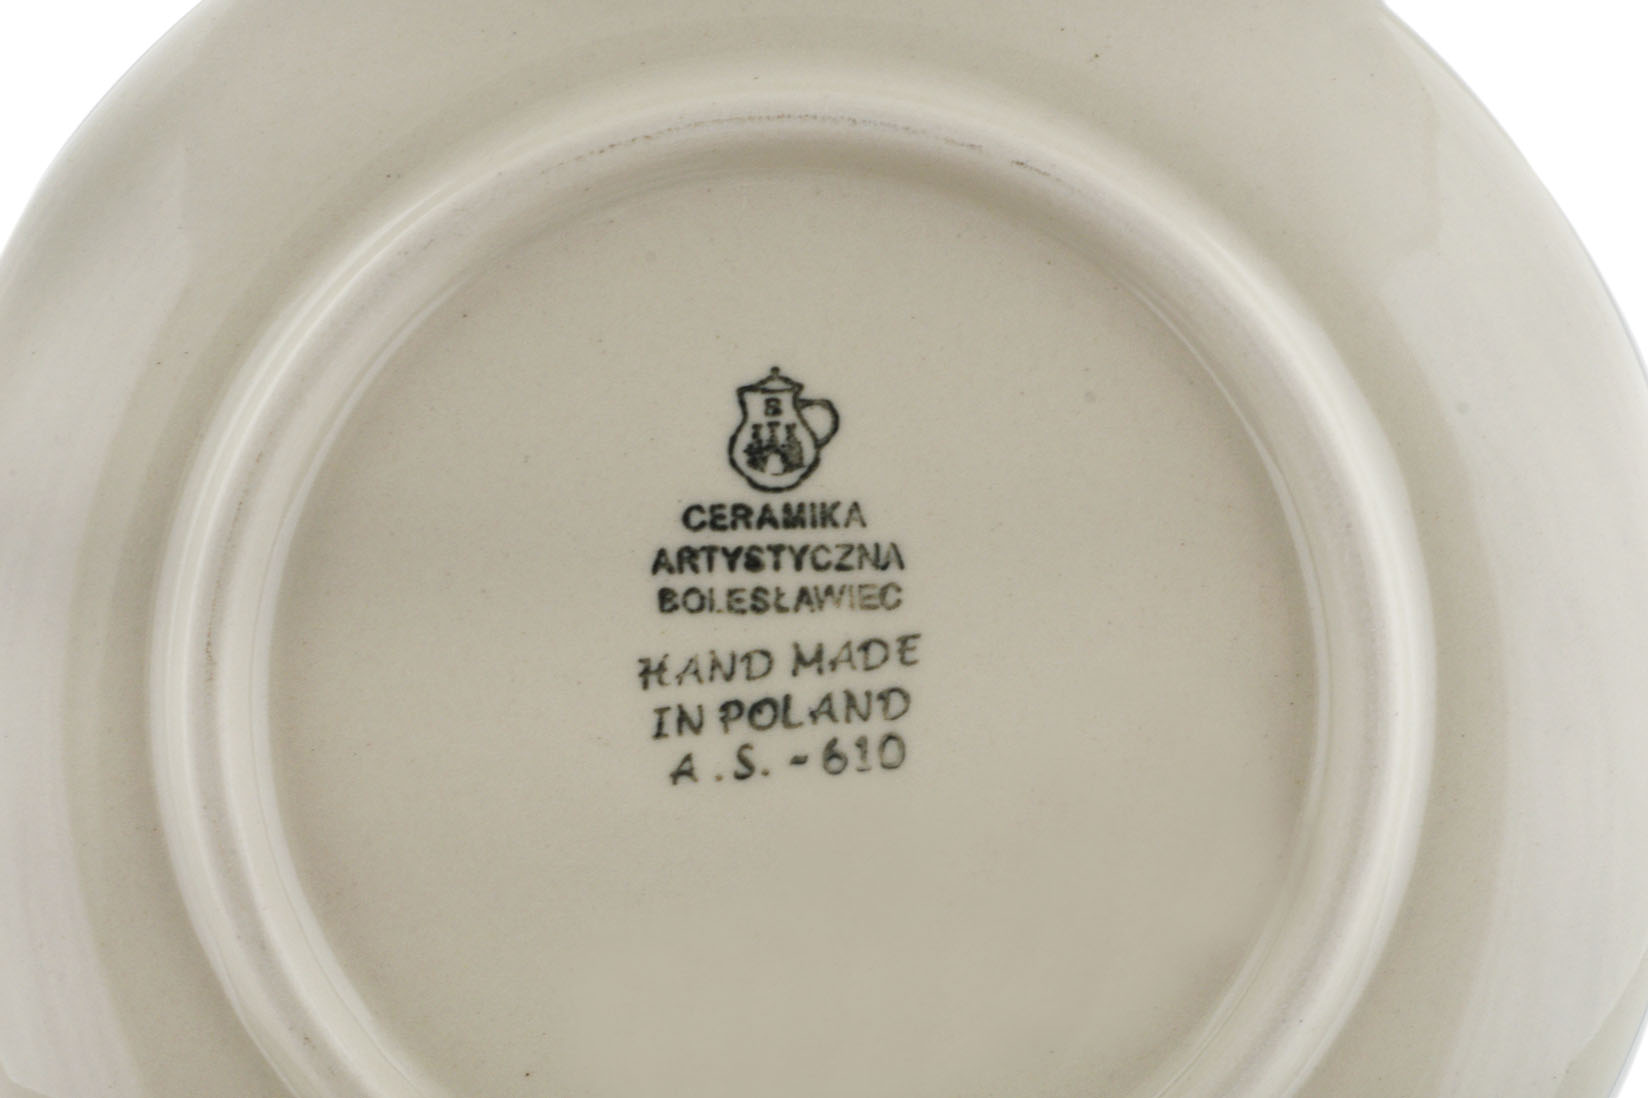 B
CERAMIKA
ARTYSTYCZNA
BOLESŁAWIEC
HAND MADE
IN POLAND
A.S. - 610